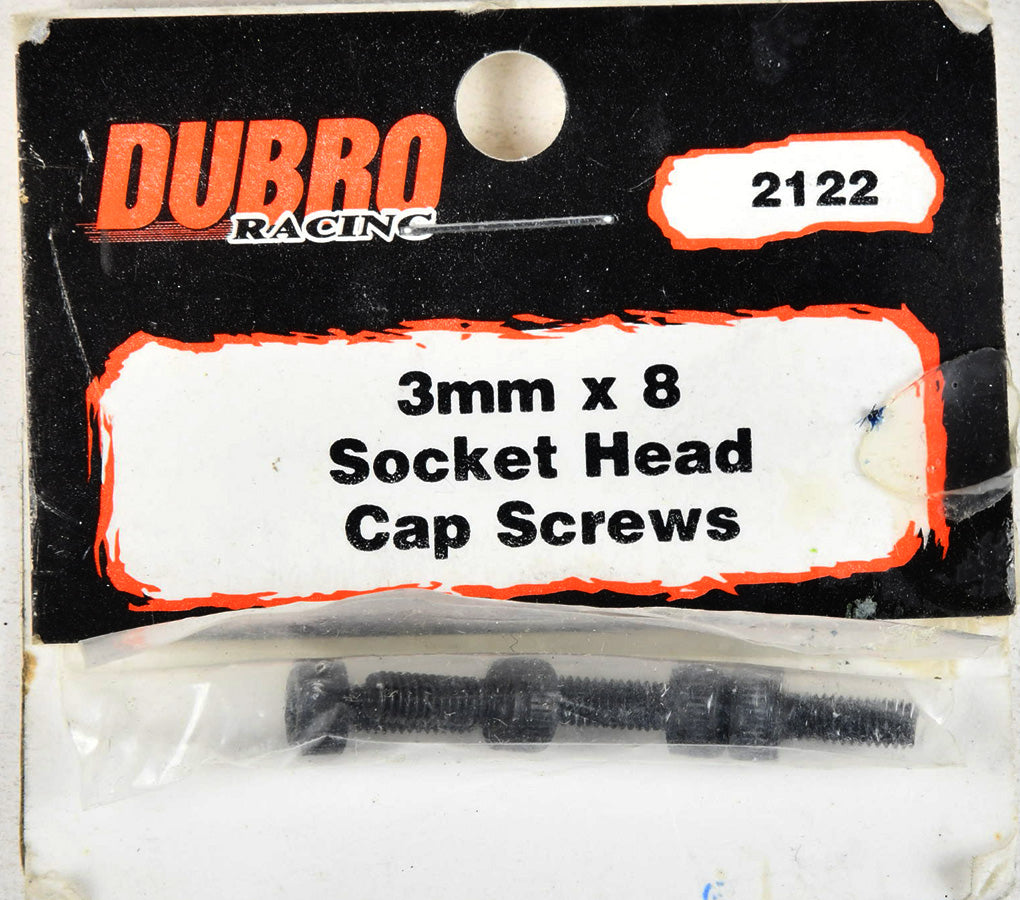 DUBRO
RACING
2122
3mm x 8
Socket Head
Cap Screws